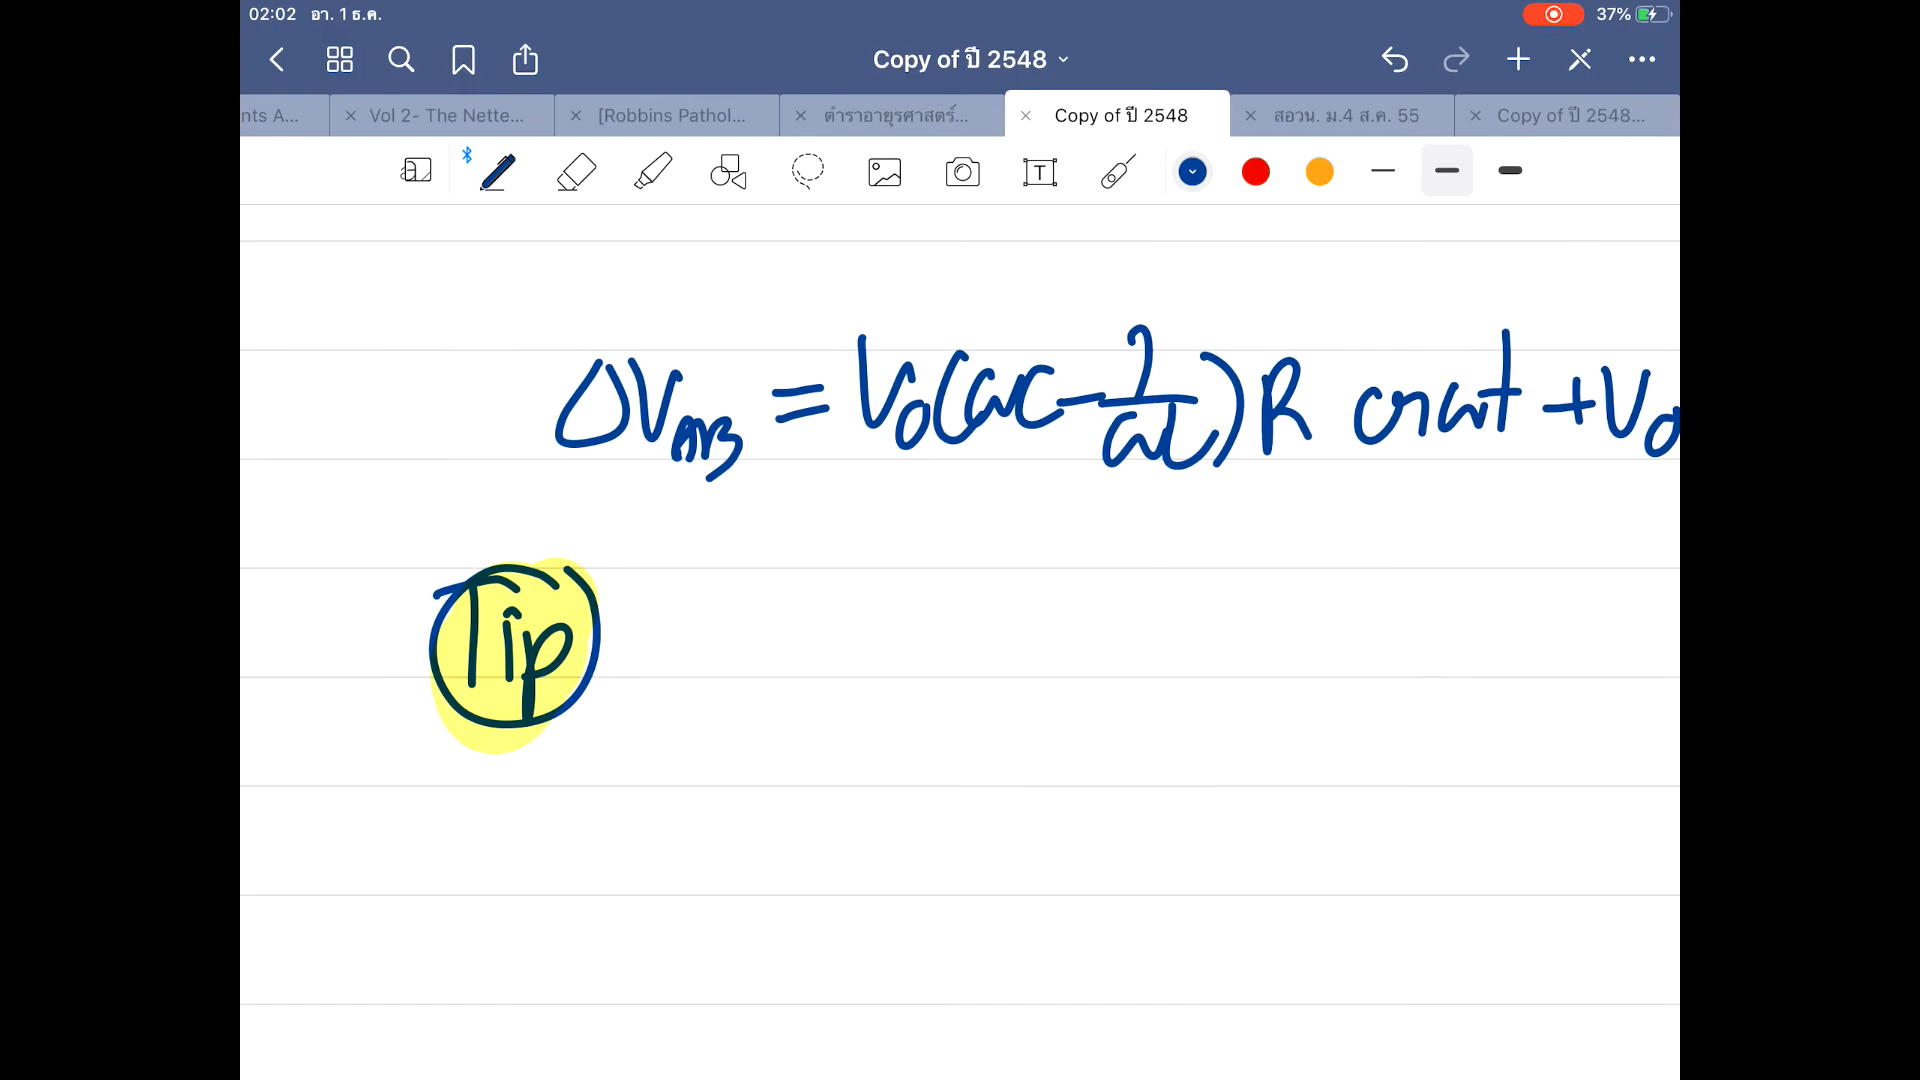 02:02 อา. 1 ธ.ค. 37%
Copy of ปี 2548
nts A... Vol 2- The Nette... [Robbins Pathol... ตำราอายุรศาสตร์... Copy of ปี 2548 สอวน. ม.4 ส.ค. 55 Copy of ปี 2548...
ΔV_AB = V₀(ωC - 1/ωL)R cosωt + V₀
Tip